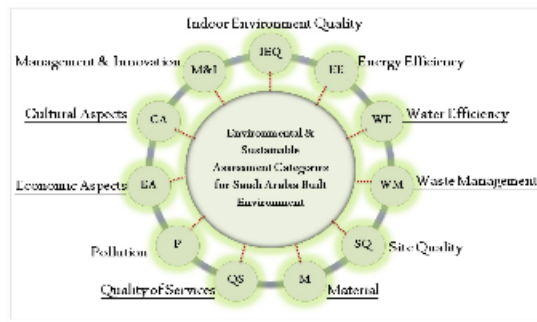 Indoor Environment Quality
IEQ
Management & Innovation
M&I
EE
Energy Efficiency
Cultural Aspects
CA
WE
Water Efficiency
Environmental &
Sustainable
Assessment Categories
for Saudi Arabia Built
Environment
Economic Aspects
EA
WM
Waste Management
Pollution
P
SQ
Site Quality
Quality of Services
QS
M
Material